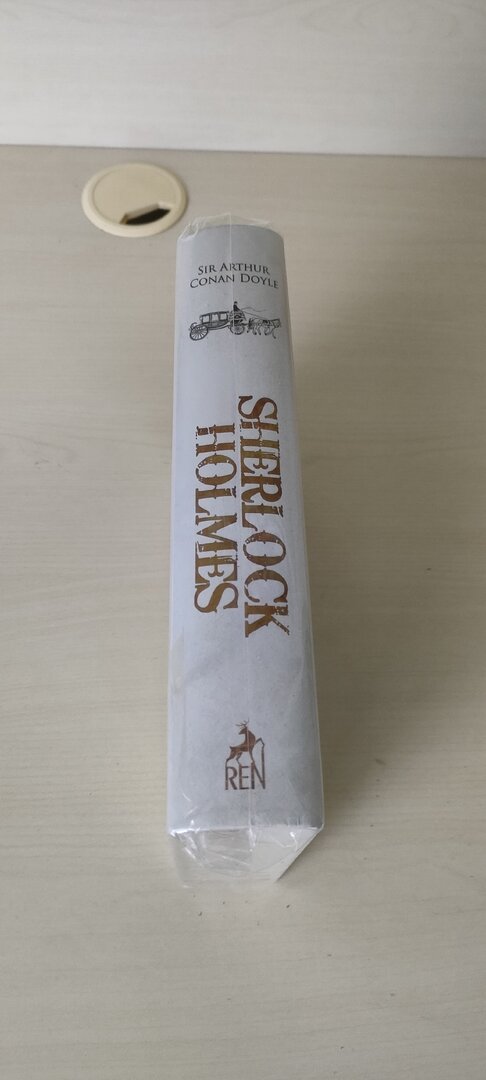 SIR ARTHUR
CONAN DOYLE
SHERLOCK
HOLMES
REN